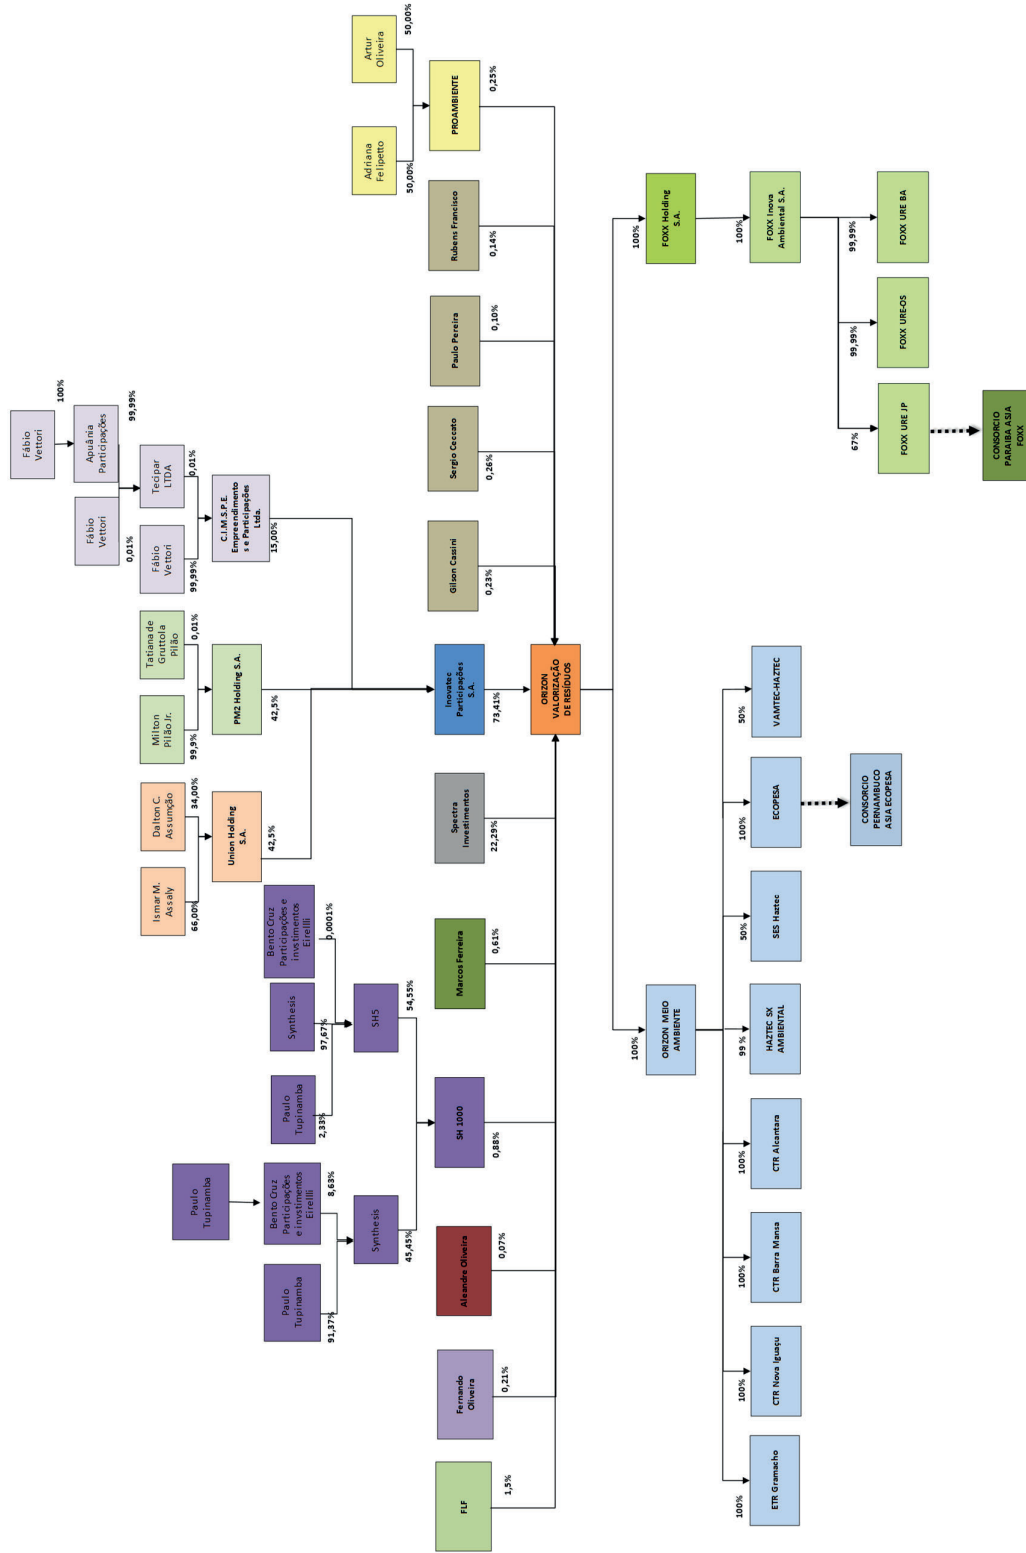 Fábio
Vettori
100%
Fábio
Vettori
0,01%
Apuânia
Participações
99,99%
Ismar M.
Assaly
66,00%
Dalton C.
Assumção
34,00%
Milton
Pilão Jr.
99,9%
Tatiana de
Gruttola
Pilão
0,01%
Fábio
Vettori
99,99%
Tecipar
LTDA
0,01%
Paulo
Tupinamba
Union Holding
S.A.
42,5%
PM2 Holding S.A.
42,5%
C.I.M.S.P.E.
Empreendimento
s e Participações
Ltda.
15,00%
Paulo
Tupinamba
91,37%
Bento Cruz
Participações
e invstimentos
Eirellli
8,63%
Paulo
Tupinamba
2,33%
Synthesis
97,67%
Bento Cruz
Participações e
invstimentos
Eirellli
0,0001%
Adriana
Felipetto
50,00%
Artur
Oliveira
50,00%
Synthesis
45,45%
SH5
54,55%
FLF
1,5%
Fernando
Oliveira
0,21%
Aleandre Oliveira
0,07%
SH 1000
0,88%
Marcos Ferreira
0,61%
Spectra
Investimentos
22,29%
Inovatec
Participações
S.A.
73,41%
Gilson Cassini
0,23%
Sergio Ceccato
0,26%
Paulo Pereira
0,10%
Rubens Francisco
0,14%
PROAMBIENTE
0,25%
ORIZON
VALORIZAÇÃO
DE RESÍDUOS
100%
ORIZON MEIO
AMBIENTE
100%
FOXX Holding
S.A.
100%
ETR Gramacho
100%
CTR Nova Iguaçu
100%
CTR Barra Mansa
100%
CTR Alcantara
99 %
HAZTEC SX
AMBIENTAL
50%
SES Haztec
100%
ECOPESA
50%
VAMTEC-HAZTEC
100%
FOXX Inova
Ambiental S.A.
CONSORCIO
PERNAMBUCO
ASJA ECOPESA
67%
FOXX URE JP
99,99%
FOXX URE-OS
99,99%
FOXX URE BA
CONSORCIO
PARAIBA ASJA
FOXX